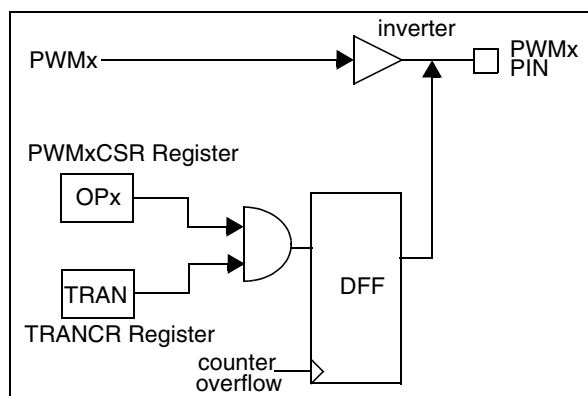 inverter
PWMx
PWMx
PIN
PWMxCSR Register
OPx
TRAN
DFF
TRANCR Register
counter
overflow